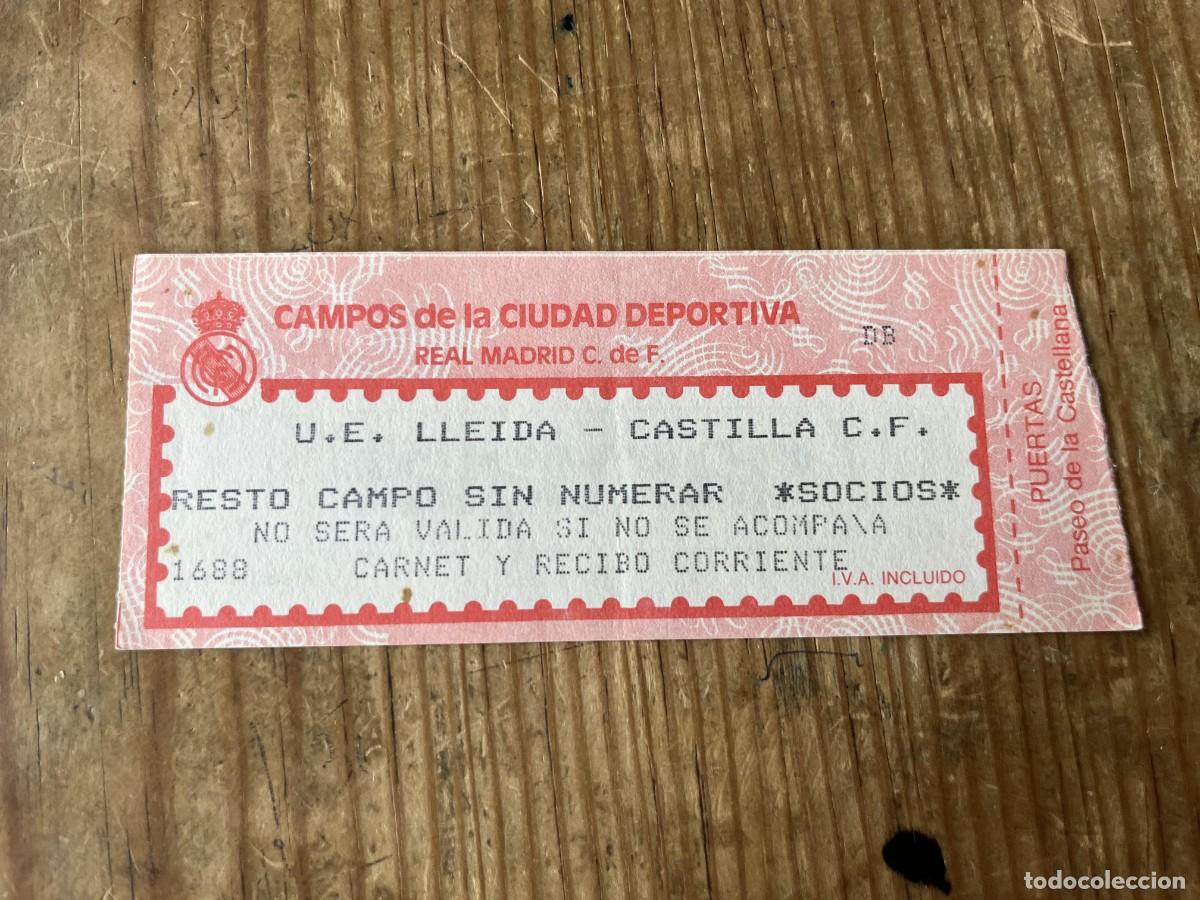 CAMPOS de la CIUDAD DEPORTIVA
REAL MADRID C. de F.
DB
U.E. LLEIDA - CASTILLA C.F.
RESTO CAMPO SIN NUMERAR *SOCIOS*
NO SERA VALIDA SI NO SE ACOMPA\A
1688 CARNET Y RECIBO CORRIENTE
I.V.A. INCLUIDO
PUERTAS
Paseo de la Castellana
todocoleccion